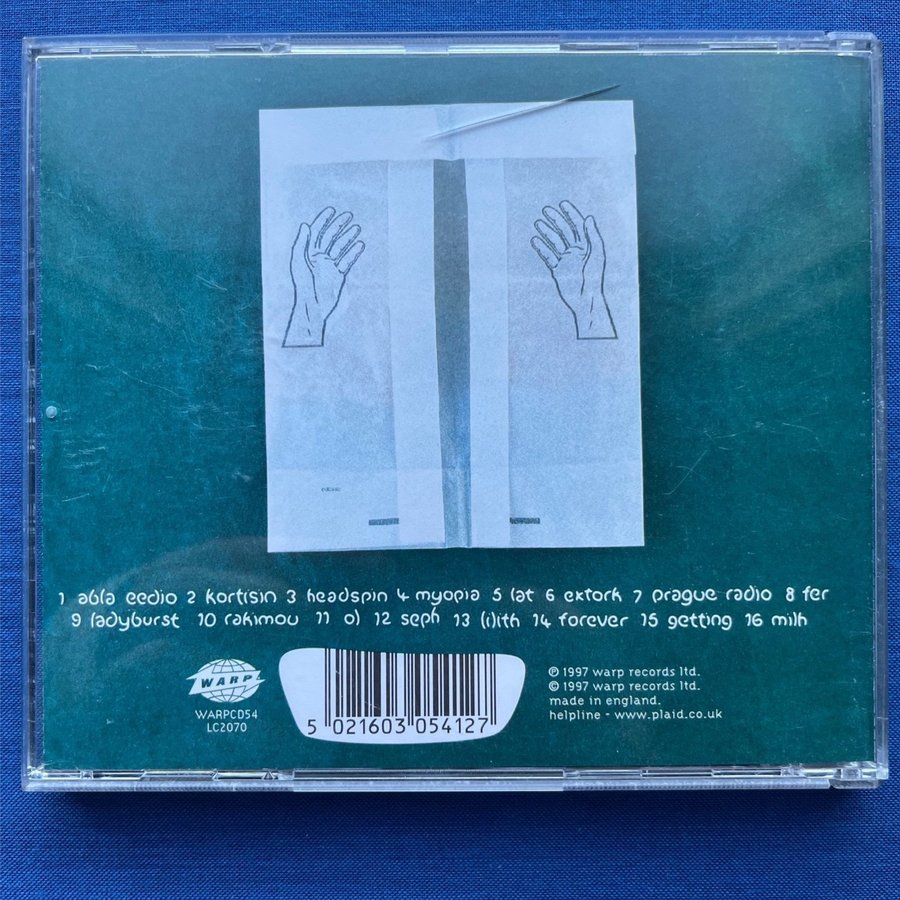 1 abla eedio 2 kortisin 3 headspin 4 myopia 5 lat 6 extork 7 prague radio 8 fer
9 ladyburst 10 rakimou 11 ol 12 seph 13 lilith 14 forever 15 getting 16 milh
WARP
WARPCD54
LC2070
5 021603 054127
℗ 1997 warp records ltd.
© 1997 warp records ltd.
made in england.
helpline - www.plaid.co.uk